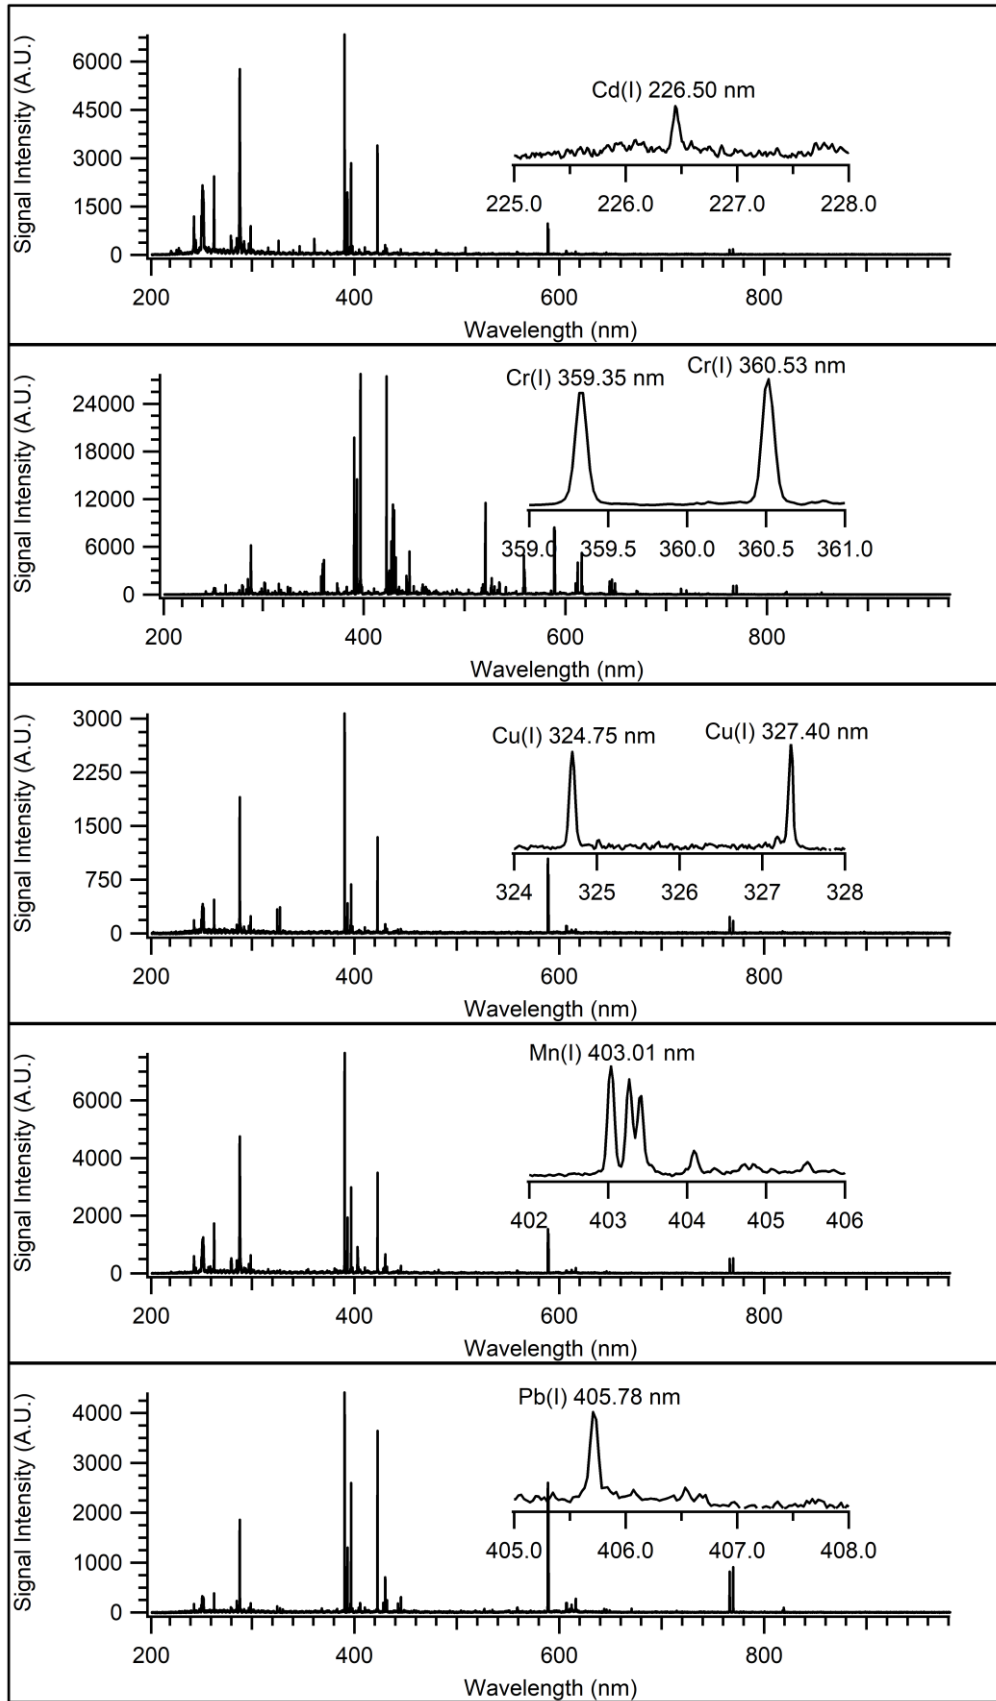 Signal Intensity (A.U.)
6000
4500
3000
1500
0
Cd(I) 226.50 nm
225.0 226.0 227.0 228.0
200 400 600 800
Wavelength (nm)
Signal Intensity (A.U.)
24000
18000
12000
6000
0
Cr(I) 359.35 nm Cr(I) 360.53 nm
359.0 359.5 360.0 360.5 361.0
200 400 600 800
Wavelength (nm)
Signal Intensity (A.U.)
3000
2250
1500
750
0
Cu(I) 324.75 nm Cu(I) 327.40 nm
324 325 326 327 328
200 400 600 800
Wavelength (nm)
Signal Intensity (A.U.)
6000
4000
2000
0
Mn(I) 403.01 nm
402 403 404 405 406
200 400 600 800
Wavelength (nm)
Signal Intensity (A.U.)
4000
3000
2000
1000
0
Pb(I) 405.78 nm
405.0 406.0 407.0 408.0
200 400 600 800
Wavelength (nm)